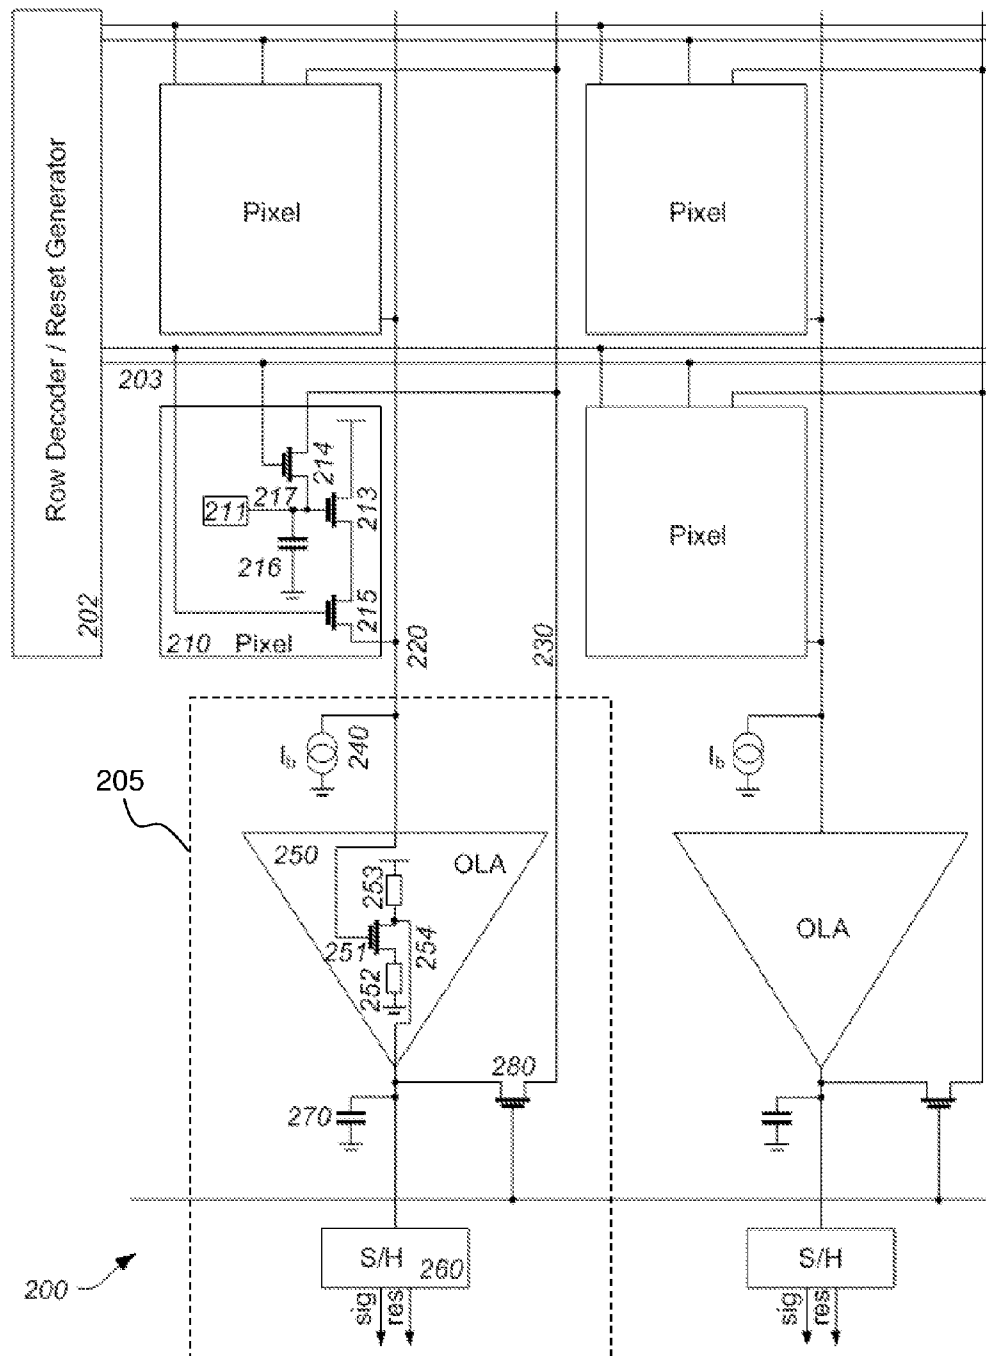 Row Decoder / Reset Generator
202
Pixel
Pixel
203
214
217
211
213
216
215
210 Pixel
220
230
Pixel
Ib
240
Ib
205
250
OLA
253
251
254
252
OLA
280
270
S/H
260
S/H
200
sig
res
sig
res